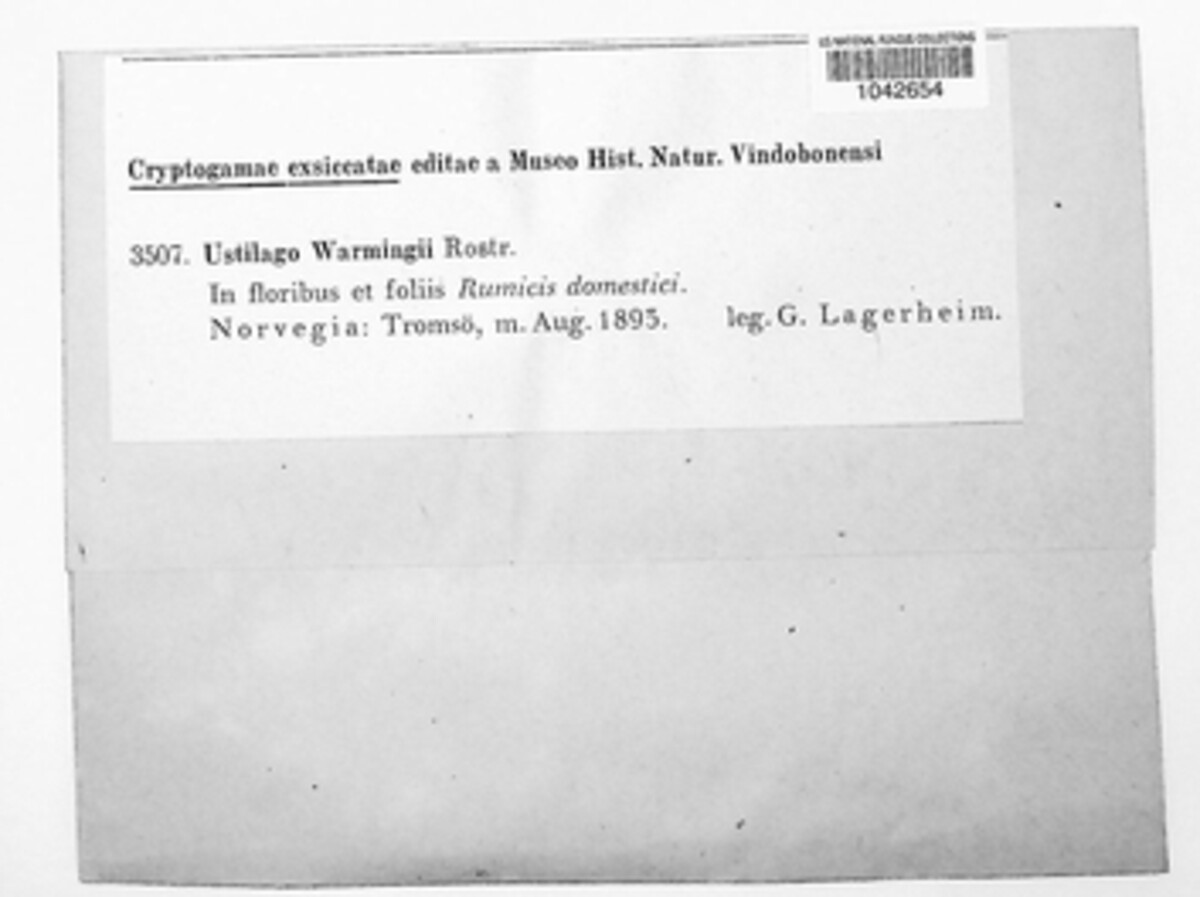 US NATIONAL FUNGUS COLLECTIONS
1042654
Cryptogamae exsiccatae editae a Museo Hist. Natur. Vindobonensi
3507. Ustilago Warmingii Rostr.
In floribus et foliis Rumicis domestici.
Norvegia: Tromsö, m. Aug. 1895. leg. G. Lagerheim.